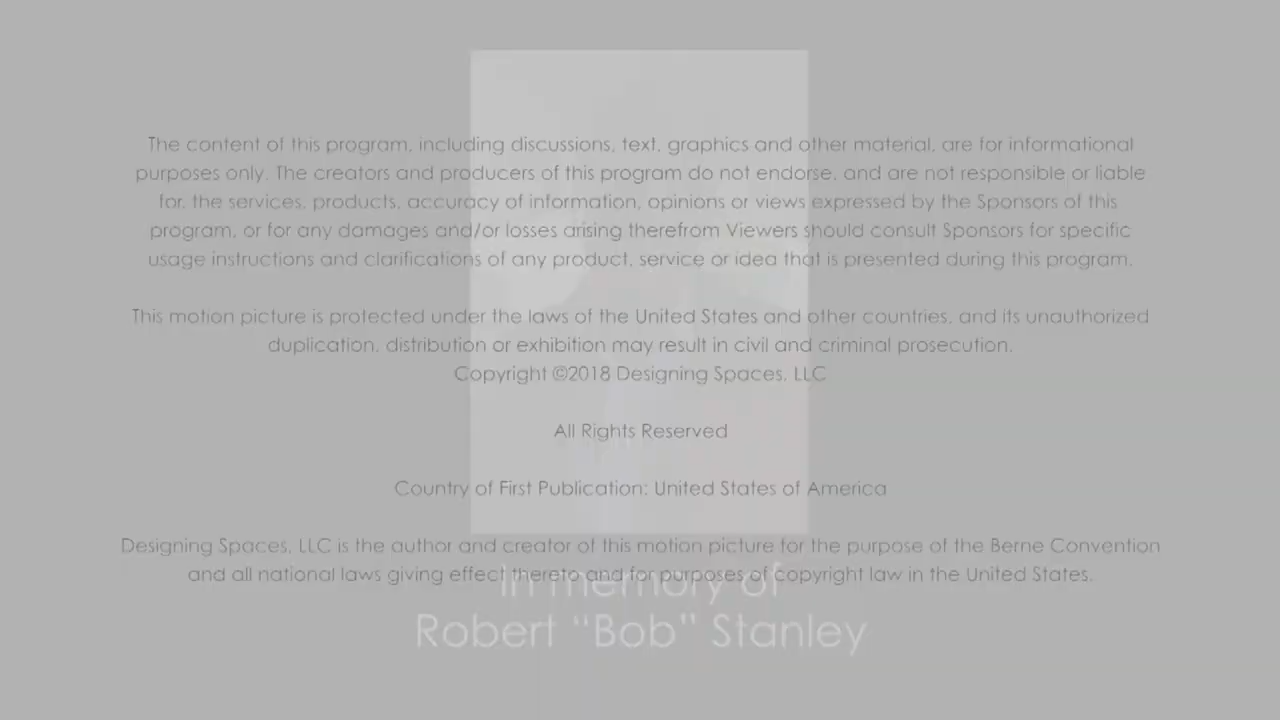 The content of this program, including discussions, text, graphics and other material, are for informational
purposes only. The creators and producers of this program do not endorse, and are not responsible or liable
for, the services, products, accuracy of information, opinions or views expressed by the Sponsors of this
program, or for any damages and/or losses arising therefrom Viewers should consult Sponsors for specific
usage instructions and clarifications of any product, service or idea that is presented during this program.
This motion picture is protected under the laws of the United States and other countries, and its unauthorized
duplication, distribution or exhibition may result in civil and criminal prosecution.
Copyright ©2018 Designing Spaces, LLC
All Rights Reserved
Country of First Publication: United States of America
Designing Spaces, LLC is the author and creator of this motion picture for the purpose of the Berne Convention
and all national laws giving effect thereto and for purposes of copyright law in the United States.
In memory of
Robert “Bob” Stanley